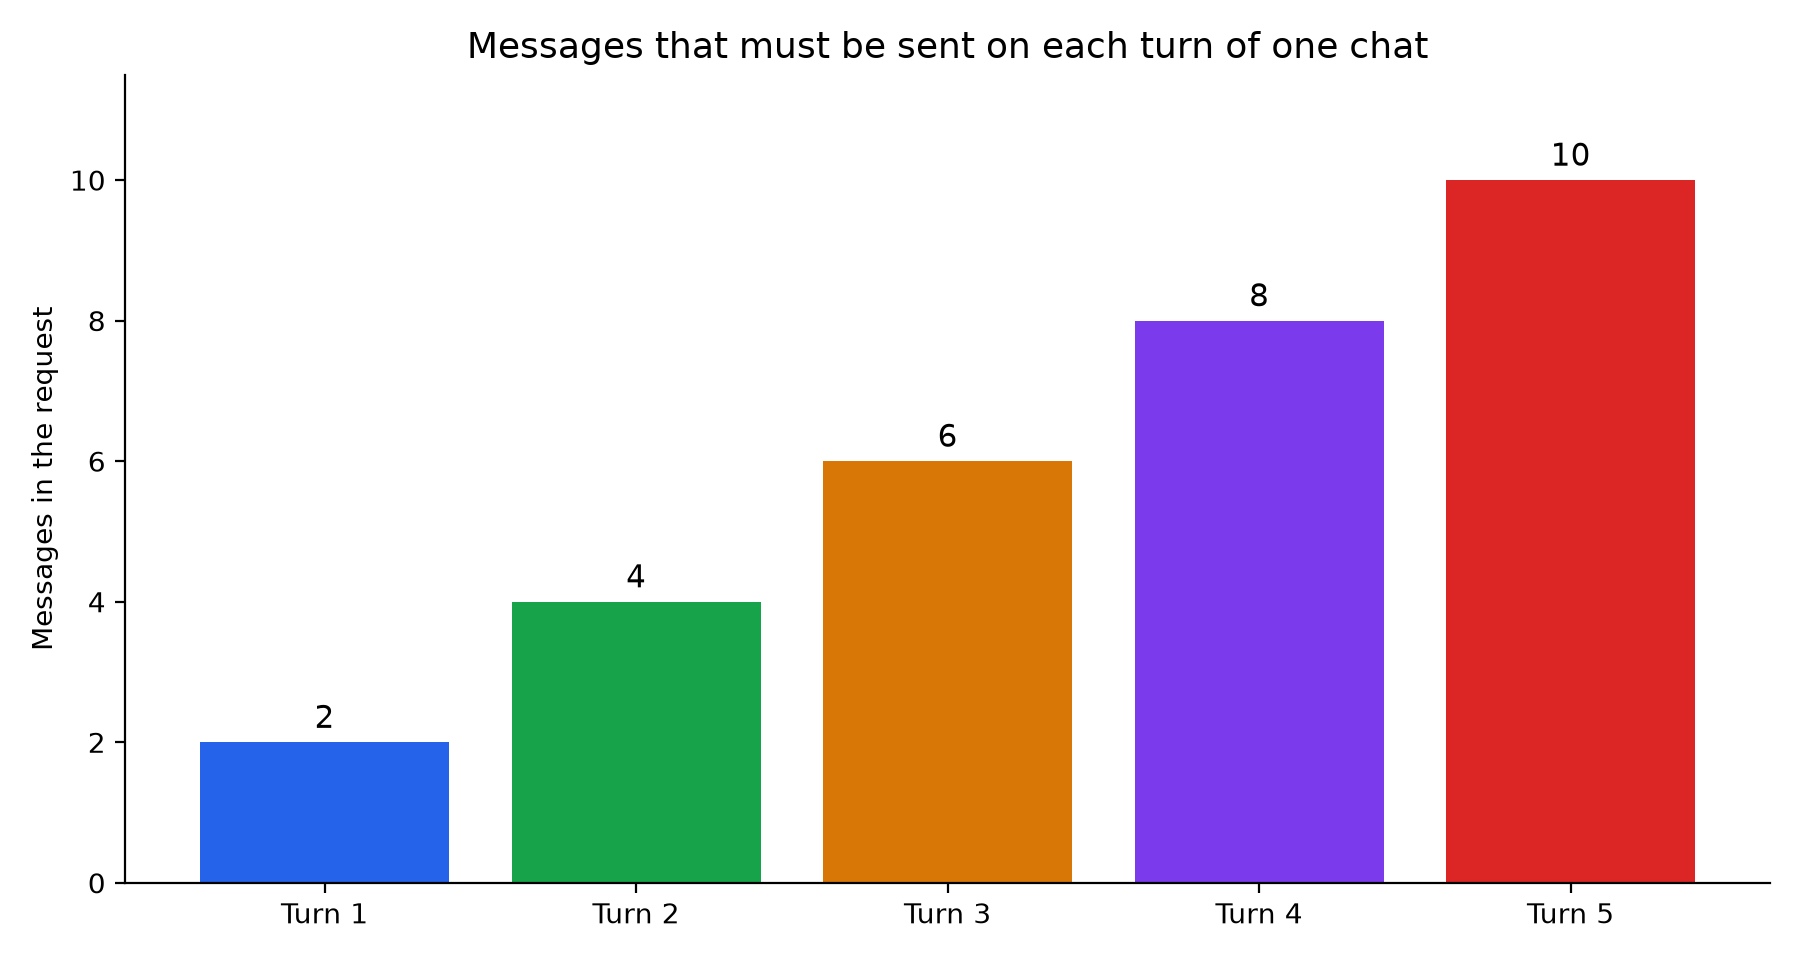 Messages that must be sent on each turn of one chat
Messages in the request
10
8
6
4
2
0
2
4
6
8
10
Turn 1
Turn 2
Turn 3
Turn 4
Turn 5